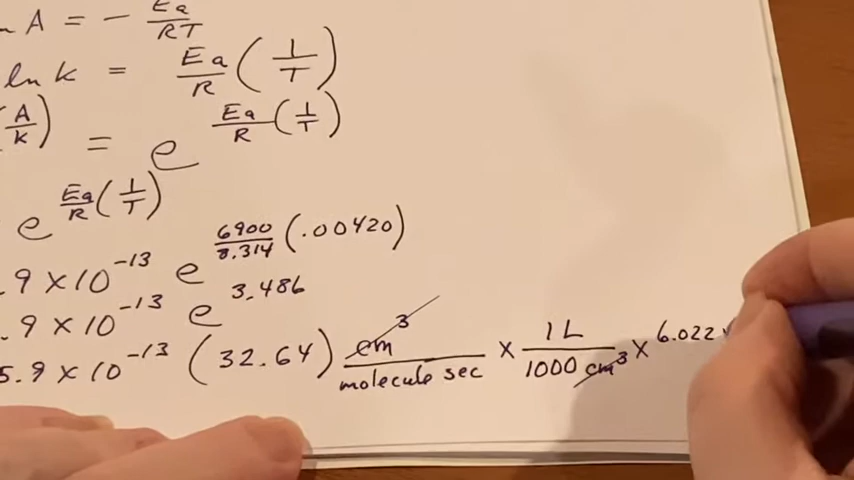 n A = - Ea/RT
ln k = Ea/R (1/T)
(A/k) = e^(Ea/R (1/T))
e^(Ea/R (1/T))
.9 x 10^-13 e^(6900/8.314 (.00420))
.9 x 10^-13 e^3.486
5.9 x 10^-13 (32.64) cm^3/molecule sec x 1 L/1000 cm^3 x 6.022